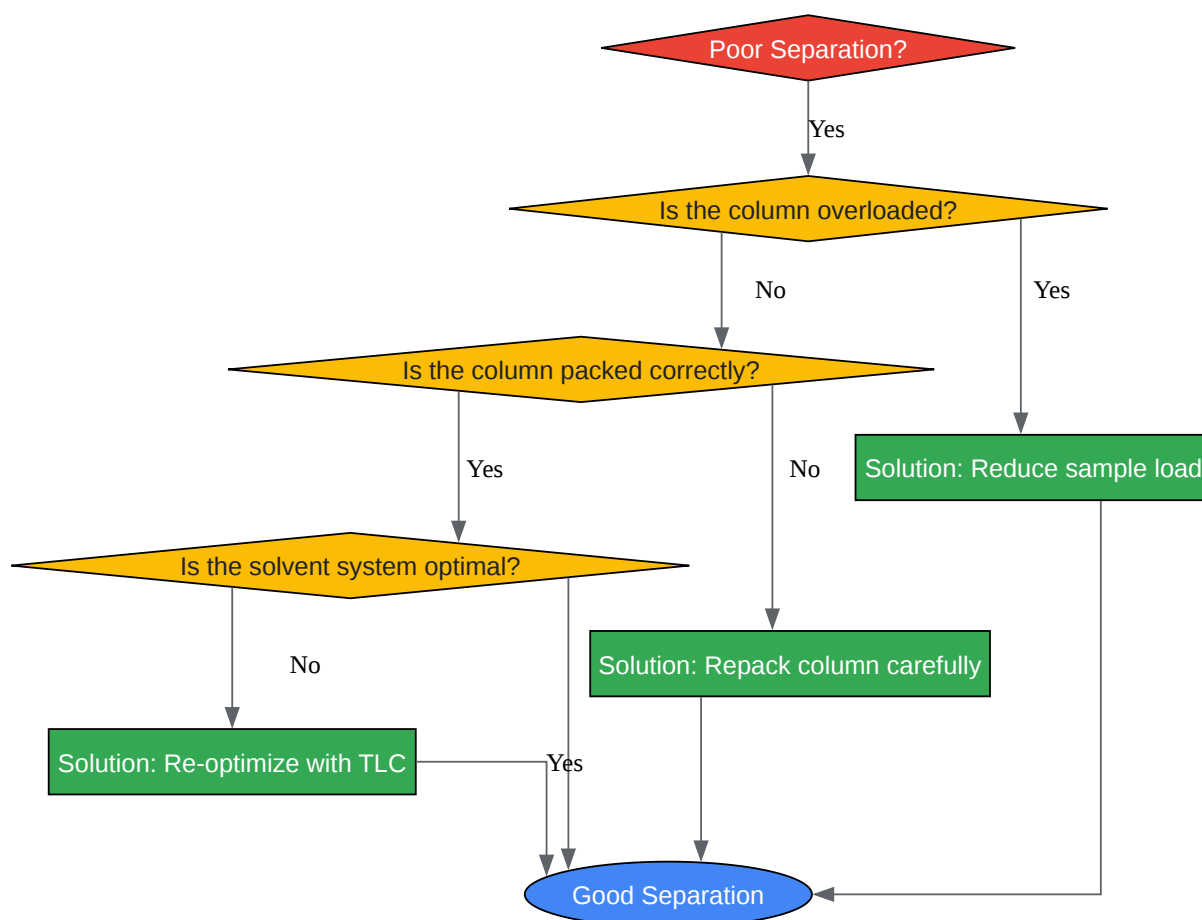 Poor Separation?
Yes
Is the column overloaded?
No
Yes
Is the column packed correctly?
Yes
No
Solution: Reduce sample load
Is the solvent system optimal?
No
Solution: Repack column carefully
Solution: Re-optimize with TLC
Yes
Good Separation